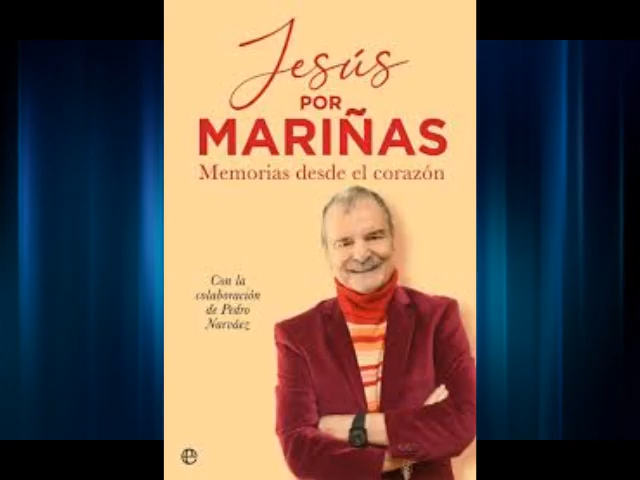 Jesús
POR
MARIÑAS
Memorias desde el corazón
Con la
colaboración
de Pedro
Narváez